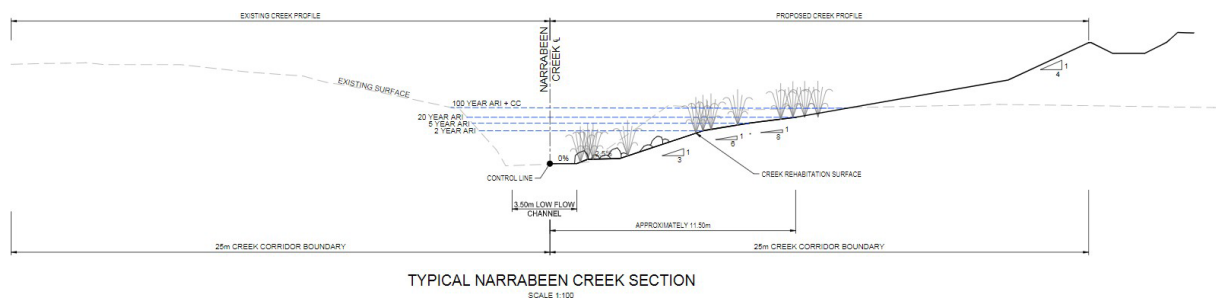 EXISTING CREEK PROFILE
PROPOSED CREEK PROFILE
NARRABEEN
CREEK ℄
EXISTING SURFACE
1
4
100 YEAR ARI + CC
20 YEAR ARI
5 YEAR ARI
2 YEAR ARI
1
6
1
8
0%
2.5%
1
3
CONTROL LINE
CREEK REHABITATION SURFACE
3.50m LOW FLOW
CHANNEL
APPROXIMATELY 11.50m
25m CREEK CORRIDOR BOUNDARY
25m CREEK CORRIDOR BOUNDARY
TYPICAL NARRABEEN CREEK SECTION
SCALE 1:100